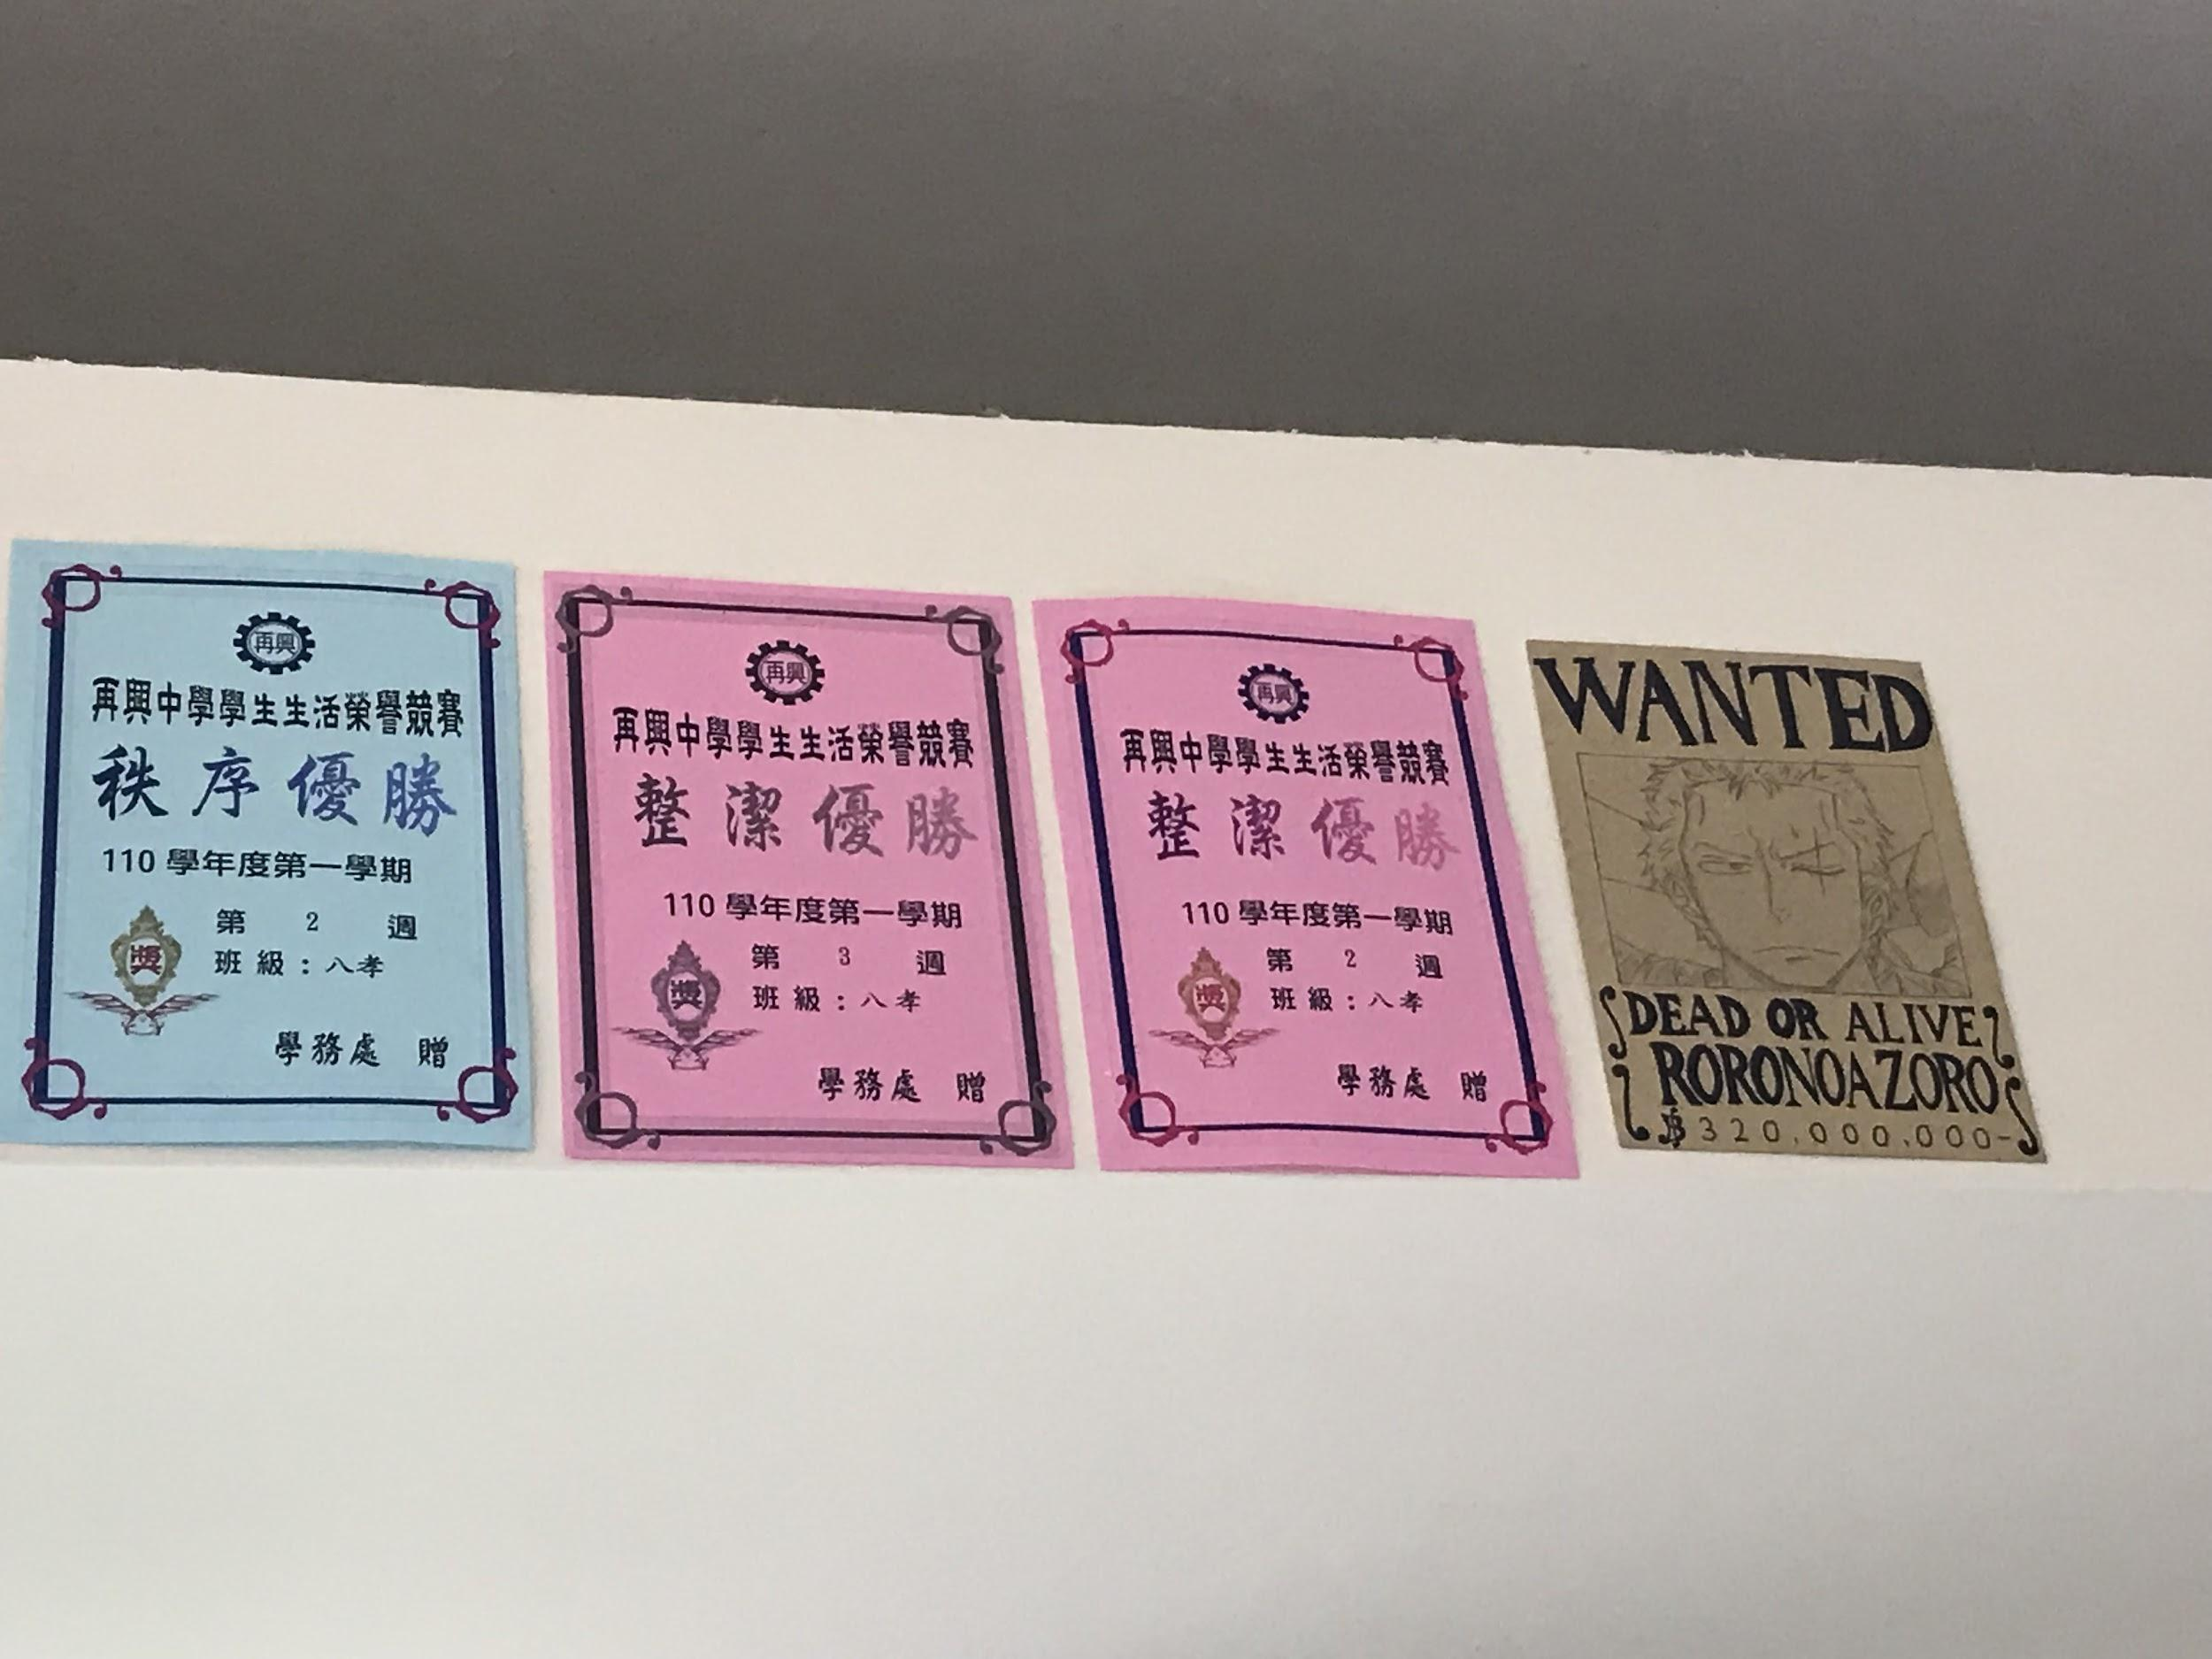 再興
再興中學學生生活榮譽競賽
秩序優勝
110 學年度第一學期
第 2 週
獎
班級：八孝
學務處 贈
再興
再興中學學生生活榮譽競賽
整潔優勝
110 學年度第一學期
第 3 週
獎
班級：八孝
學務處 贈
再興
再興中學學生生活榮譽競賽
整潔優勝
110 學年度第一學期
第 2 週
獎
班級：八孝
學務處 贈
WANTED
DEAD OR ALIVE
RORONOA ZORO
฿320,000,000-